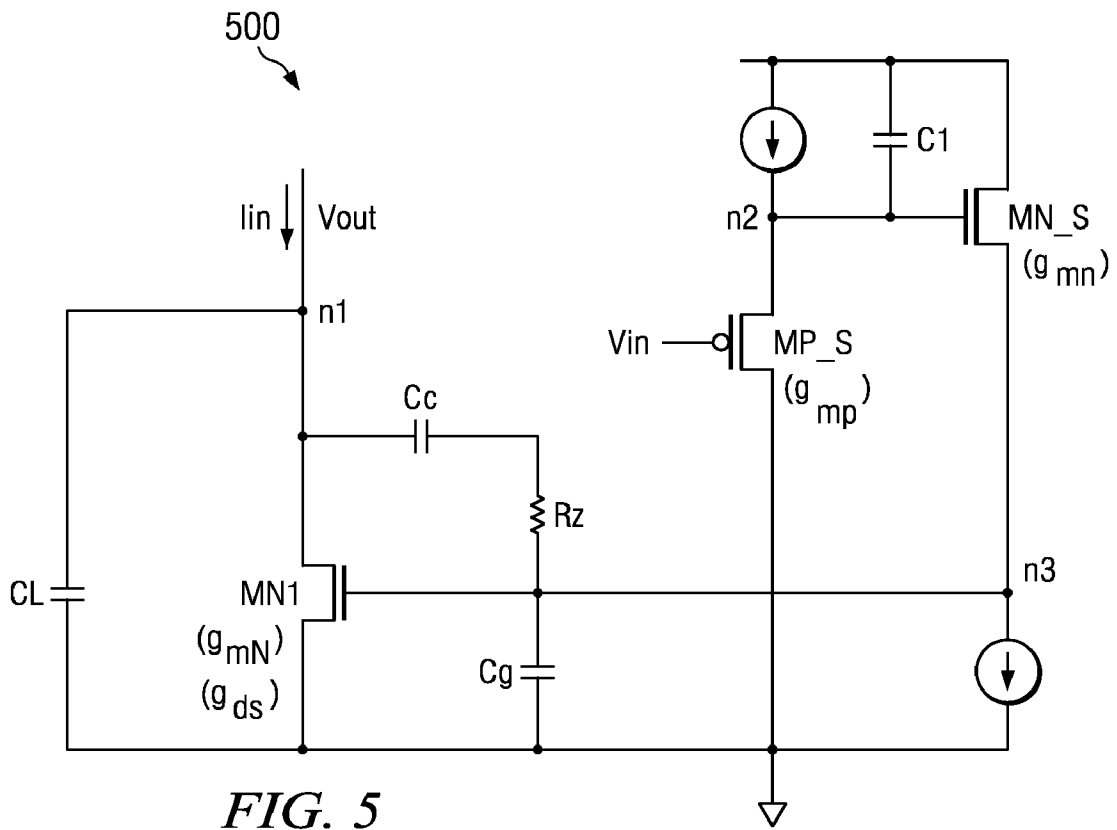 500
Iin
Vout
n1
Cc
Rz
CL
MN1
(gmN)
(gds)
Cg
C1
n2
MN_S
(gmn)
Vin
MP_S
(gmp)
n3
FIG. 5